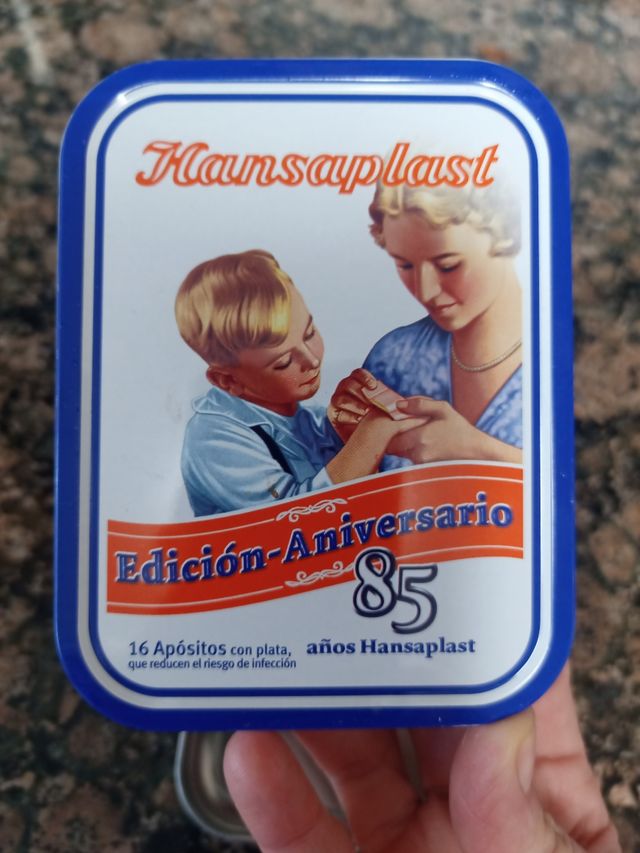 Hansaplast
Edición-Aniversario
85
años Hansaplast
16 Apósitos con plata,
que reducen el riesgo de infección